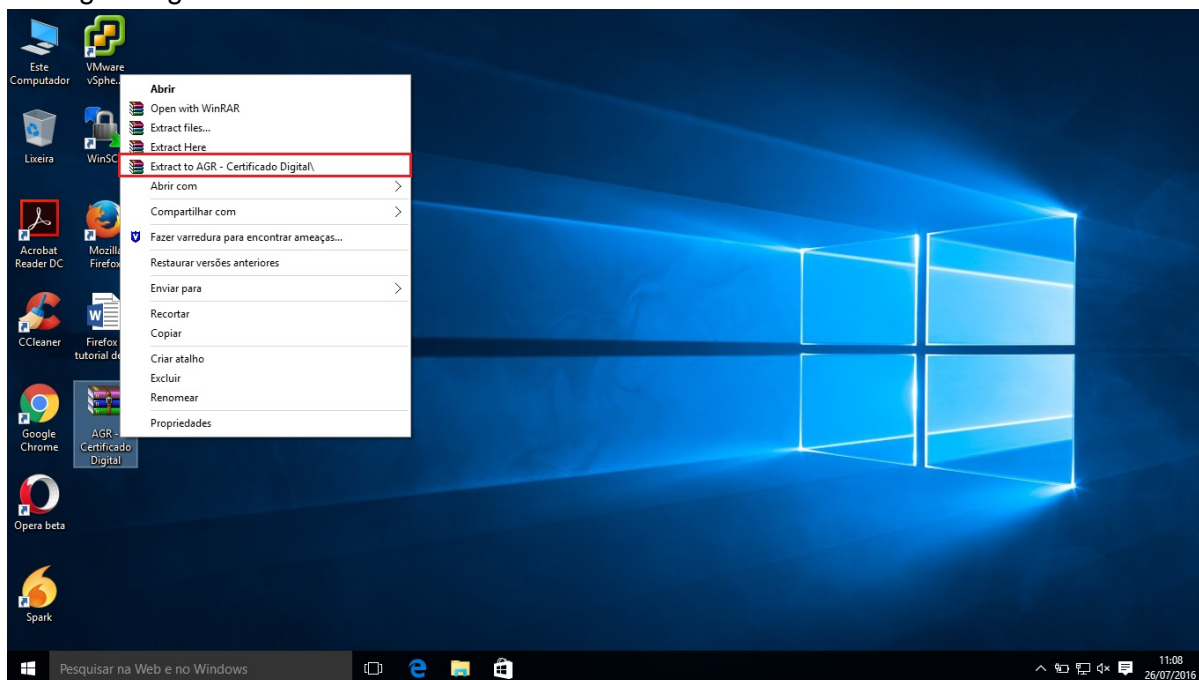 Este
Computador
VMware
vSphe...
Lixeira
WinSC
Acrobat
Reader DC
Mozilla
Firefox
CCleaner
Firefox
tutorial de
Google
Chrome
AGR -
Certificado
Digital
Opera beta
Spark
Abrir
Open with WinRAR
Extract files...
Extract Here
Extract to AGR - Certificado Digital\
Abrir com
Compartilhar com
Fazer varredura para encontrar ameaças...
Restaurar versões anteriores
Enviar para
Recortar
Copiar
Criar atalho
Excluir
Renomear
Propriedades
Pesquisar na Web e no Windows
11:08
26/07/2016